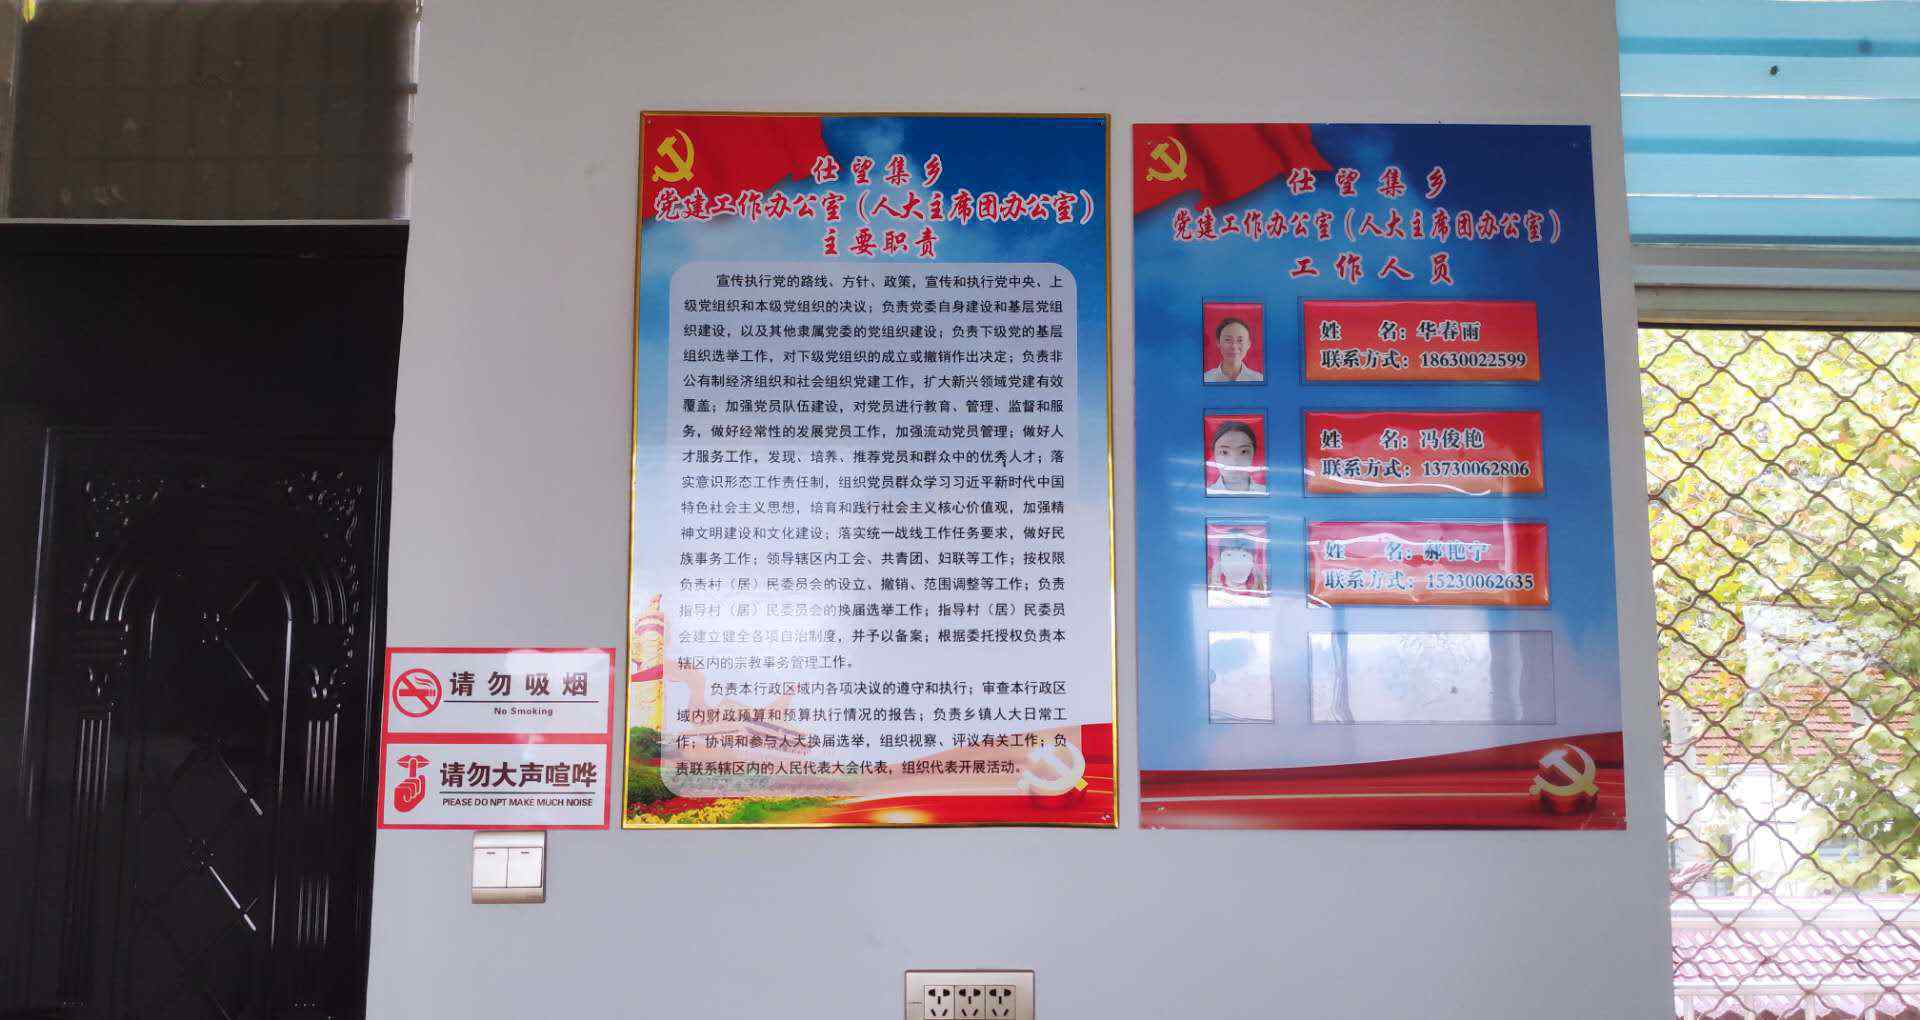 仕望集乡
党建工作办公室（人大主席团办公室）
主要职责
宣传执行党的路线、方针、政策，宣传和执行党中央、上
级党组织和本级党组织的决议；负责党委自身建设和基层党组
织建设，以及其他隶属党委的党组织建设；负责下级党的基层
组织选举工作，对下级党组织的成立或撤销作出决定；负责非
公有制经济组织和社会组织党建工作，扩大新兴领域党建有效
覆盖；加强党员队伍建设，对党员进行教育、管理、监督和服
务，做好经常性的发展党员工作，加强流动党员管理；做好人
才服务工作，发现、培养、推荐党员和群众中的优秀人才；落
实意识形态工作责任制，组织党员群众学习习近平新时代中国
特色社会主义思想，培育和践行社会主义核心价值观，加强精
神文明建设和文化建设；落实统一战线工作任务要求，做好民
族事务工作；领导辖区内工会、共青团、妇联等工作；按权限
负责村（居）民委员会的设立、撤销、范围调整等工作；负责
指导村（居）民委员会的换届选举工作；指导村（居）民委员
会建立健全各项自治制度，并予以备案；根据委托授权负责本
辖区内的宗教事务管理工作。
负责本行政区域内各项决议的遵守和执行；审查本行政区
域内财政预算和预算执行情况的报告；负责乡镇人大日常工
作；协调和参与人大换届选举，组织视察、评议有关工作；负
责联系辖区内的人民代表大会代表，组织代表开展活动。
仕望集乡
党建工作办公室（人大主席团办公室）
工作人员
姓 名：华春雨
联系方式：18630022599
姓 名：冯俊艳
联系方式：13730062806
姓 名：郝艳宁
联系方式：15230062635
请勿吸烟
No Smoking
请勿大声喧哗
PIEASE DO NPT MAKE MUCH NOISE